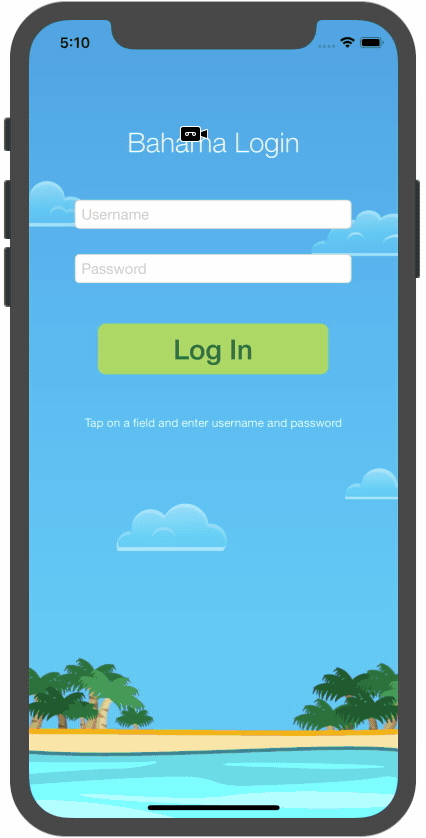 5:10
Bahama Login
Username
Password
Log In
Tap on a field and enter username and password